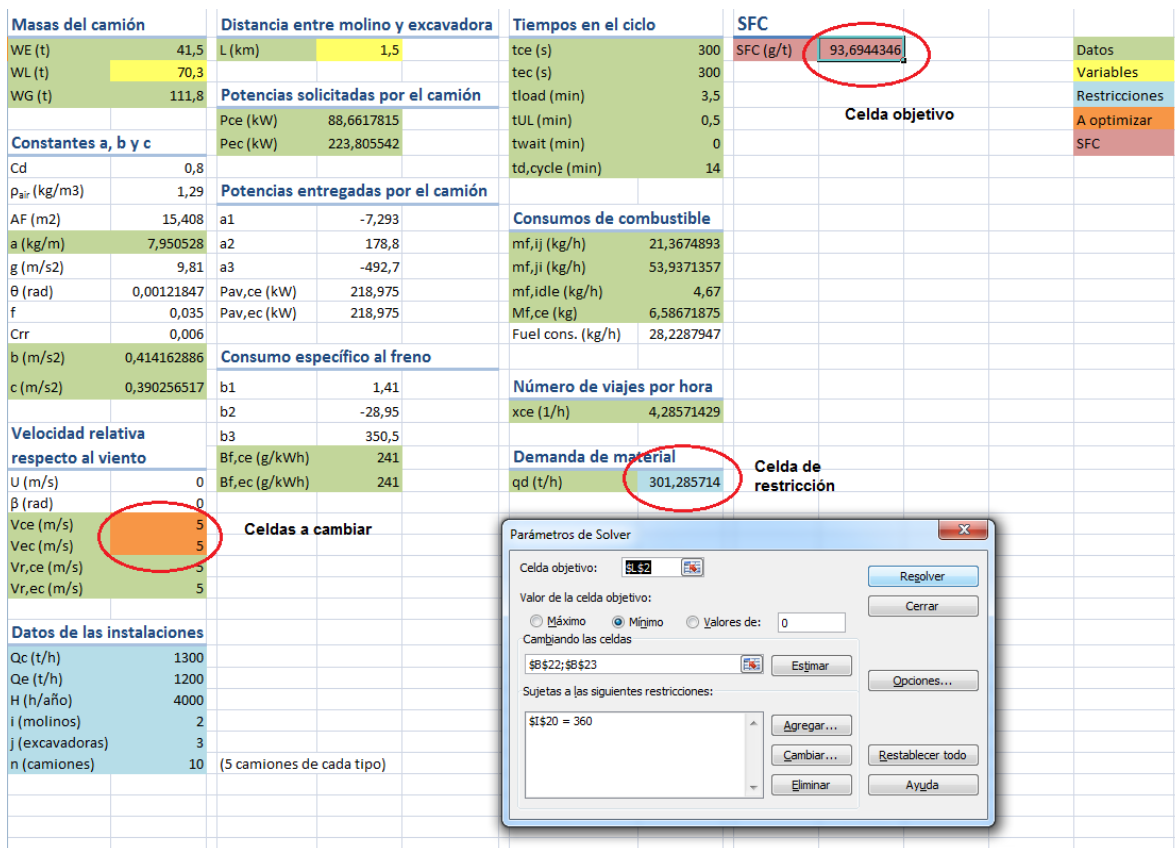 Masas del camión
WE (t) 41,5
WL (t) 70,3
WG (t) 111,8
Constantes a, b y c
Cd 0,8
ρair (kg/m3) 1,29
AF (m2) 15,408
a (kg/m) 7,950528
g (m/s2) 9,81
θ (rad) 0,00121847
f 0,035
Crr 0,006
b (m/s2) 0,414162886
c (m/s2) 0,390256517
Velocidad relativa
respecto al viento
U (m/s) 0
β (rad) 0
Vce (m/s) 5
Vec (m/s) 5
Vr,ce (m/s) 5
Vr,ec (m/s) 5
Datos de las instalaciones
Qc (t/h) 1300
Qe (t/h) 1200
H (h/año) 4000
i (molinos) 2
j (excavadoras) 3
n (camiones) 10
(5 camiones de cada tipo)
Distancia entre molino y excavadora
L (km) 1,5
Potencias solicitadas por el camión
Pce (kW) 88,6617815
Pec (kW) 223,805542
Potencias entregadas por el camión
a1 -7,293
a2 178,8
a3 -492,7
Pav,ce (kW) 218,975
Pav,ec (kW) 218,975
Consumo específico al freno
b1 1,41
b2 -28,95
b3 350,5
Bf,ce (g/kWh) 241
Bf,ec (g/kWh) 241
Celdas a cambiar
Tiempos en el ciclo
tce (s) 300
tec (s) 300
tload (min) 3,5
tUL (min) 0,5
twait (min) 0
td,cycle (min) 14
Consumos de combustible
mf,ij (kg/h) 21,3674893
mf,ji (kg/h) 53,9371357
mf,idle (kg/h) 4,67
Mf,ce (kg) 6,58671875
Fuel cons. (kg/h) 28,2287947
Número de viajes por hora
xce (1/h) 4,28571429
Demanda de material
qd (t/h) 301,285714
Celda de
restricción
SFC
SFC (g/t) 93,6944346
Celda objetivo
Datos
Variables
Restricciones
A optimizar
SFC
Parámetros de Solver
Celda objetivo: $L$2
Valor de la celda objetivo:
Máximo Mínimo Valores de: 0
Cambiando las celdas
$B$22;$B$23 Estimar
Sujetas a las siguientes restricciones:
$I$20 = 360
Agregar...
Cambiar...
Eliminar
Resolver
Cerrar
Opciones...
Restablecer todo
Ayuda